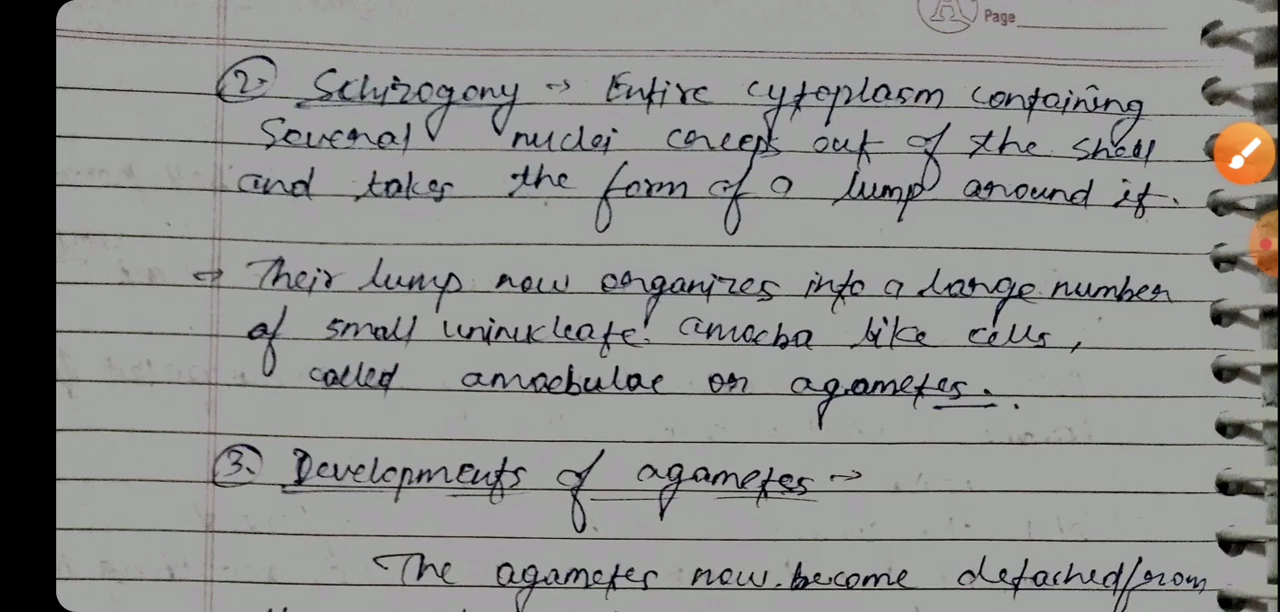 Page
2. Schizogony → Entire cytoplasm containing
Several nuclei creeps out of the shell
and takes the form of a lump around it.
→ Their lump now organizes into a large number
of small uninucleate amoeba like cells,
called amoebulae or agametes.
3. Developments of agametes →
The agametes now become detached from